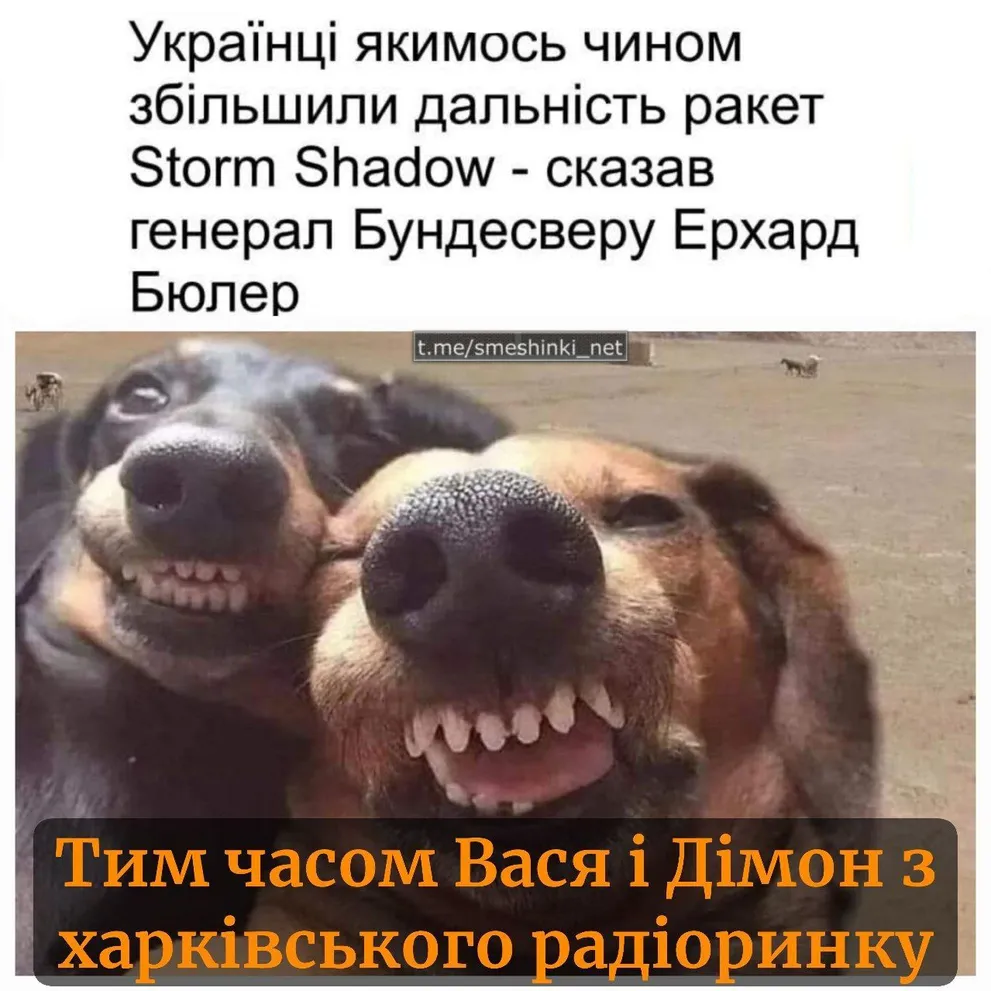 Українці якимось чином
збільшили дальність ракет
Storm Shadow - сказав
генерал Бундесверу Ерхард
Бюлер
t.me/smeshinki_net
Тим часом Вася і Дімон з
харківського радіоринку